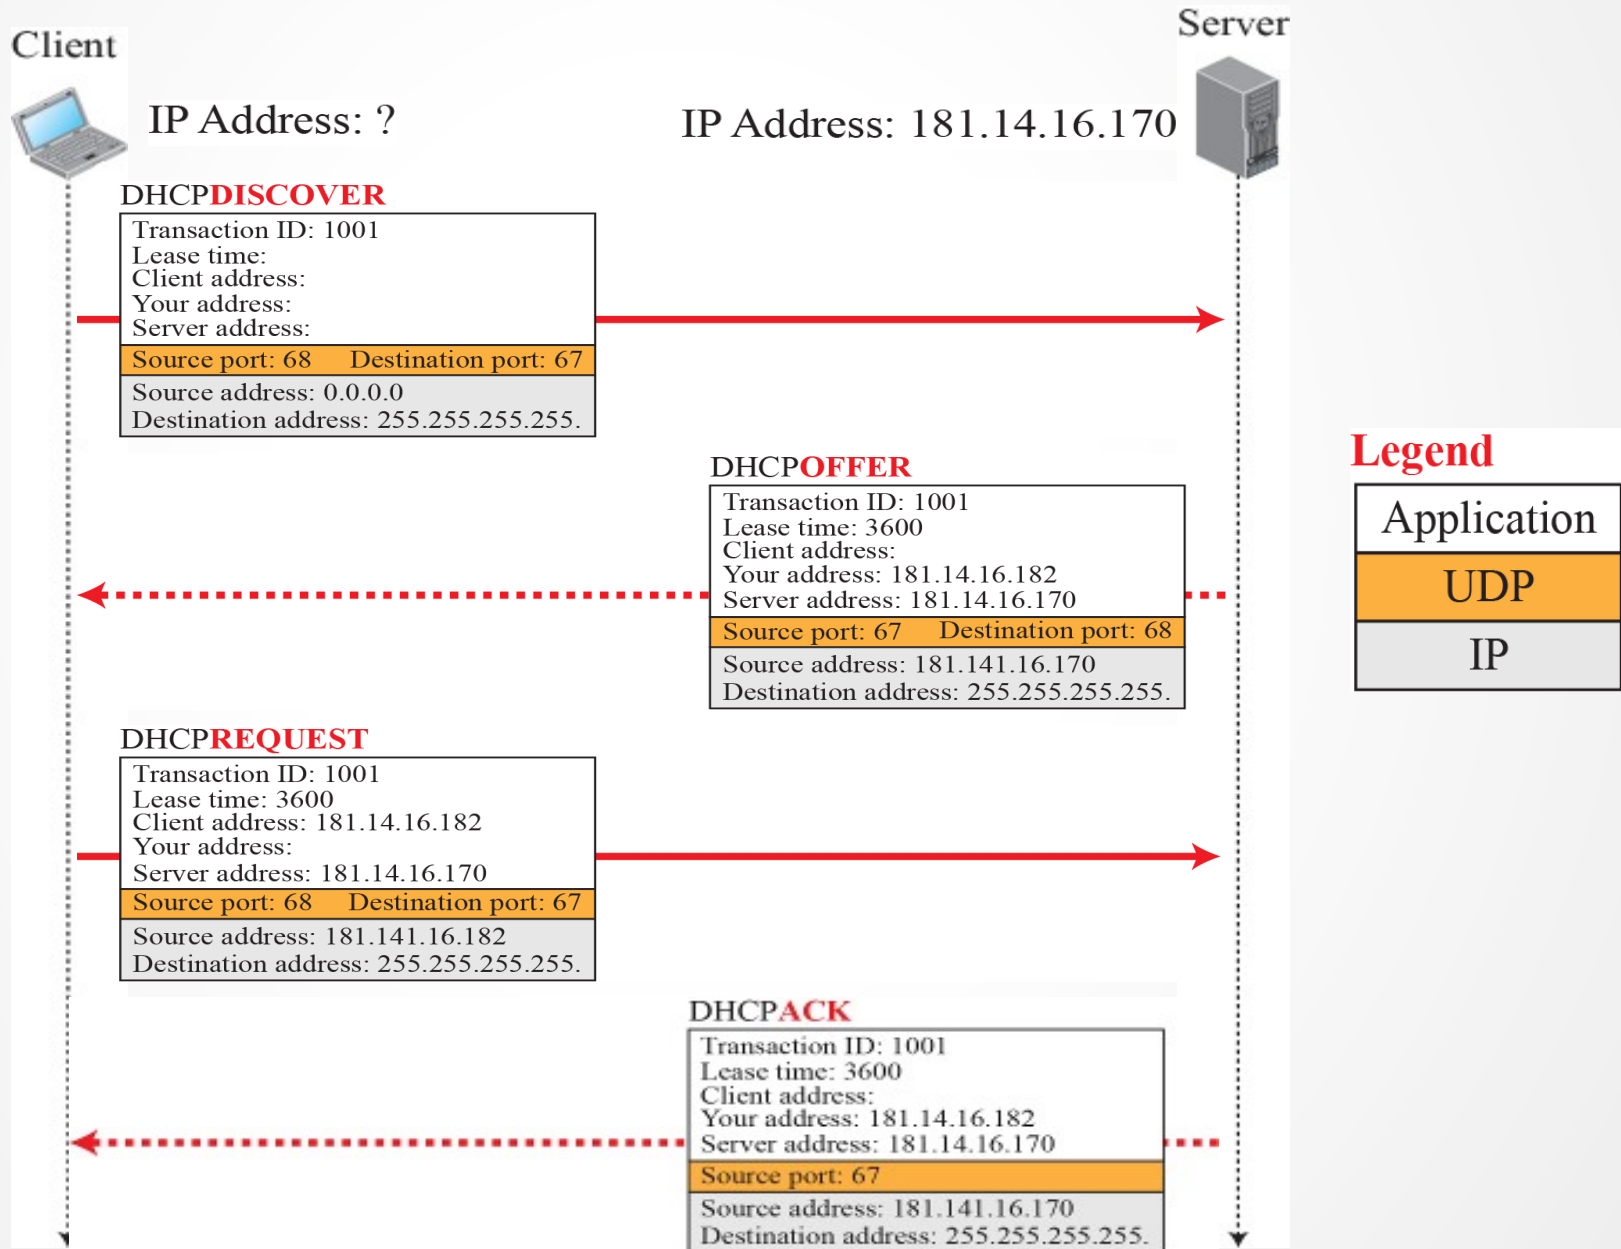 Client
Server
IP Address: ?
IP Address: 181.14.16.170
DHCPDISCOVER
Transaction ID: 1001
Lease time:
Client address:
Your address:
Server address:
Source port: 68 Destination port: 67
Source address: 0.0.0.0
Destination address: 255.255.255.255.
DHCPOFFER
Transaction ID: 1001
Lease time: 3600
Client address:
Your address: 181.14.16.182
Server address: 181.14.16.170
Source port: 67 Destination port: 68
Source address: 181.141.16.170
Destination address: 255.255.255.255.
Legend
Application
UDP
IP
DHCPREQUEST
Transaction ID: 1001
Lease time: 3600
Client address: 181.14.16.182
Your address:
Server address: 181.14.16.170
Source port: 68 Destination port: 67
Source address: 181.141.16.182
Destination address: 255.255.255.255.
DHCPACK
Transaction ID: 1001
Lease time: 3600
Client address:
Your address: 181.14.16.182
Server address: 181.14.16.170
Source port: 67
Source address: 181.141.16.170
Destination address: 255.255.255.255.